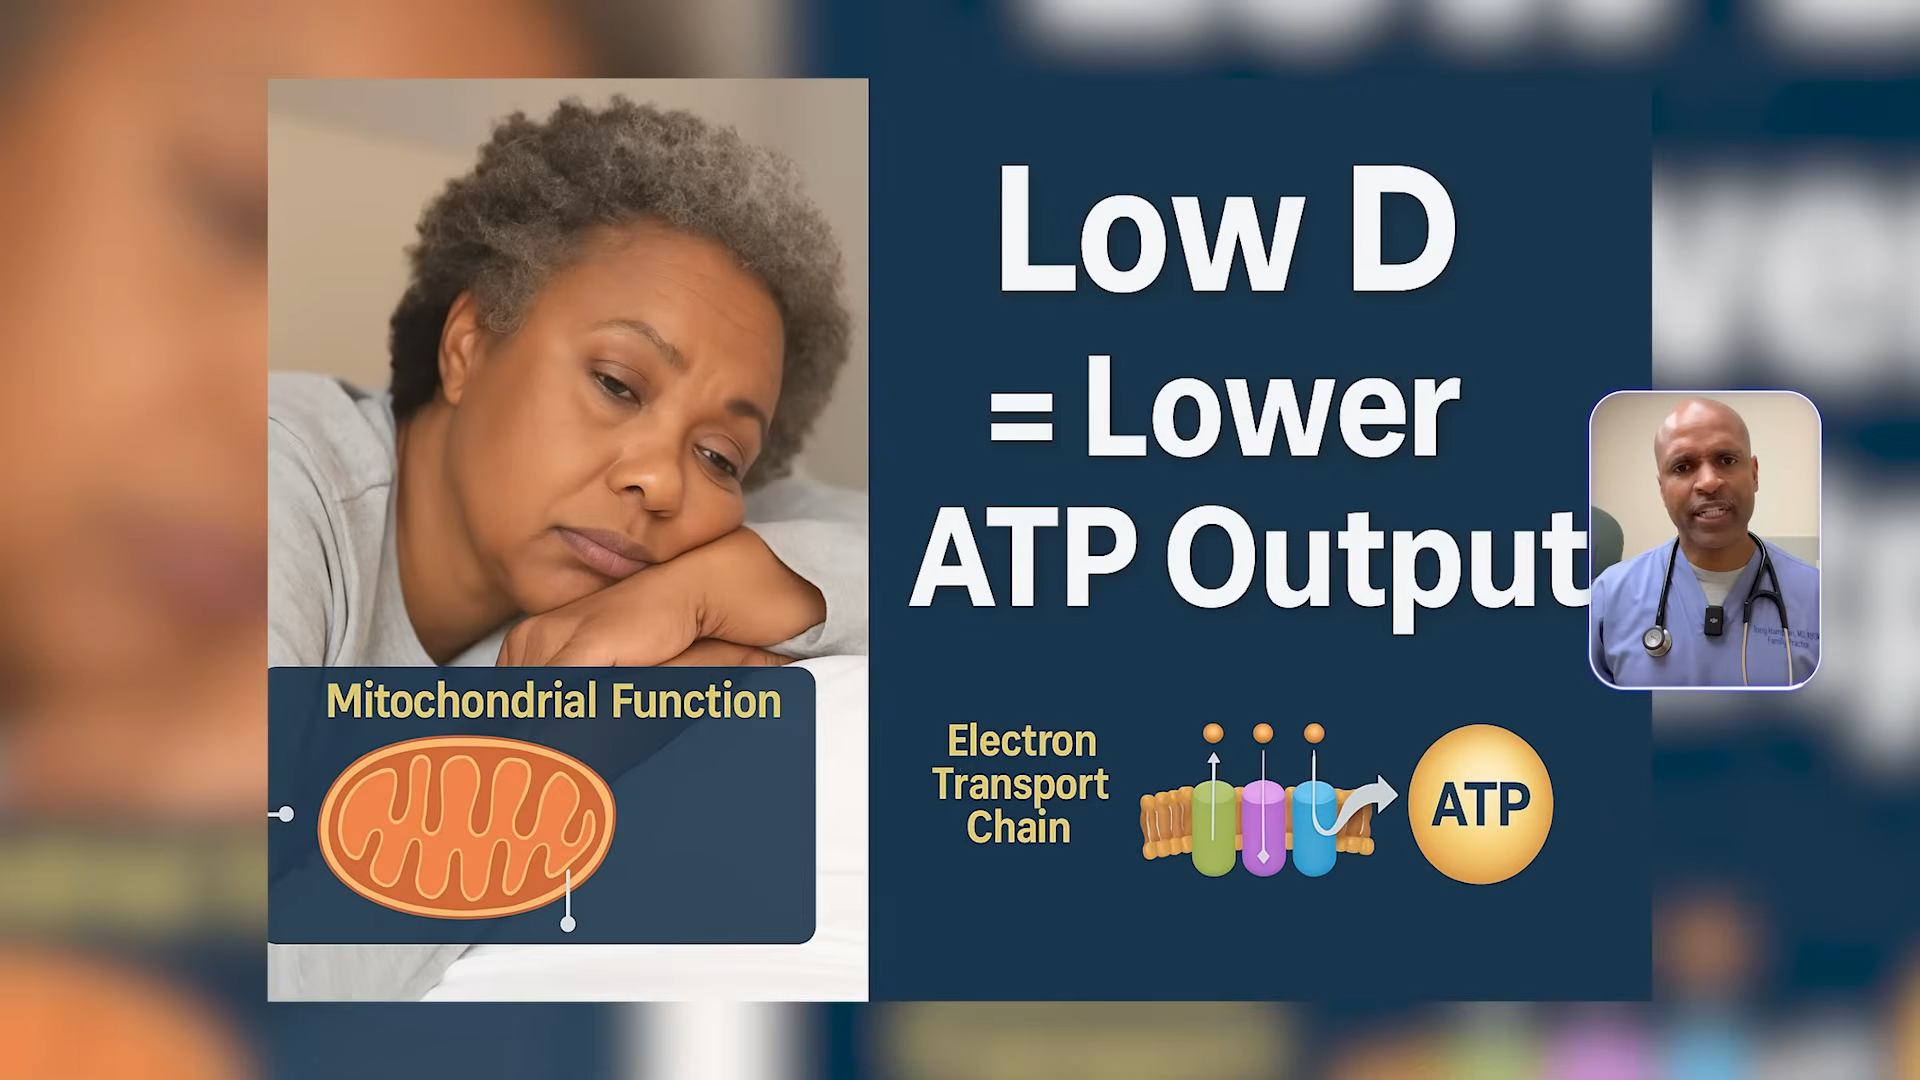 Low D
= Lower
ATP Output
Mitochondrial Function
Electron
Transport
Chain
ATP